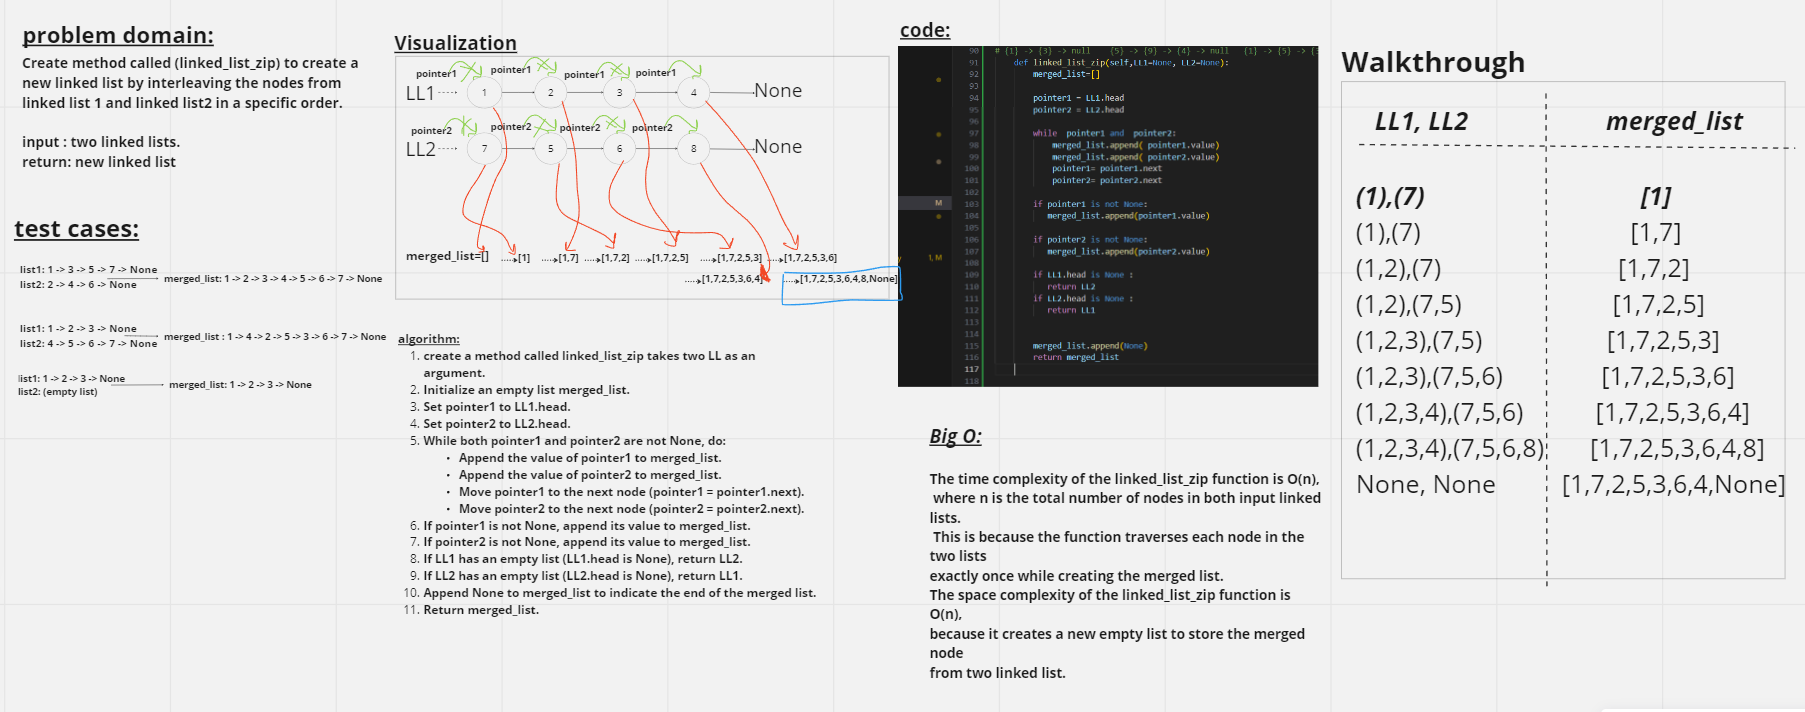 problem domain:
Create method called (linked_list_zip) to create a
new linked list by interleaving the nodes from
linked list 1 and linked list2 in a specific order.
input : two linked lists.
return: new linked list
test cases:
list1: 1 -> 3 -> 5 -> 7 -> None
list2: 2 -> 4 -> 6 -> None
merged_list: 1 -> 2 -> 3 -> 4 -> 5 -> 6 -> 7 -> None
list1: 1 -> 2 -> 3 -> None
list2: 4 -> 5 -> 6 -> 7 -> None
merged_list : 1 -> 4 -> 2 -> 5 -> 3 -> 6 -> 7 -> None
list1: 1 -> 2 -> 3 -> None
list2: (empty list)
merged_list: 1 -> 2 -> 3 -> None
Visualization
pointer1 pointer1 pointer1 pointer1
LL1 1 2 3 4 None
pointer2 pointer2 pointer2 pointer2
LL2 7 5 6 8 None
merged_list=[] [1] [1,7] [1,7,2] [1,7,2,5] [1,7,2,5,3] [1,7,2,5,3,6]
[1,7,2,5,3,6,4] [1,7,2,5,3,6,4,8,None]
algorithm:
1. create a method called linked_list_zip takes two LL as an
argument.
2. Initialize an empty list merged_list.
3. Set pointer1 to LL1.head.
4. Set pointer2 to LL2.head.
5. While both pointer1 and pointer2 are not None, do:
• Append the value of pointer1 to merged_list.
• Append the value of pointer2 to merged_list.
• Move pointer1 to the next node (pointer1 = pointer1.next).
• Move pointer2 to the next node (pointer2 = pointer2.next).
6. If pointer1 is not None, append its value to merged_list.
7. If pointer2 is not None, append its value to merged_list.
8. If LL1 has an empty list (LL1.head is None), return LL2.
9. If LL2 has an empty list (LL2.head is None), return LL1.
10. Append None to merged_list to indicate the end of the merged list.
11. Return merged_list.
code:
90 # {1} -> {3} -> null {5} -> {9} -> {4} -> null {1} -> {5} ->
91 def linked_list_zip(self,LL1=None, LL2=None):
92 merged_list=[]
93
94 pointer1 = LL1.head
95 pointer2 = LL2.head
96
97 while pointer1 and pointer2:
98 merged_list.append( pointer1.value)
99 merged_list.append( pointer2.value)
100 pointer1= pointer1.next
101 pointer2= pointer2.next
102
M 103 if pointer1 is not None:
104 merged_list.append(pointer1.value)
105
106 if pointer2 is not None:
1, M 107 merged_list.append(pointer2.value)
108
109 if LL1.head is None :
110 return LL2
111 if LL2.head is None :
112 return LL1
113
114
115 merged_list.append(None)
116 return merged_list
117
118
Big O:
The time complexity of the linked_list_zip function is O(n),
where n is the total number of nodes in both input linked
lists.
This is because the function traverses each node in the
two lists
exactly once while creating the merged list.
The space complexity of the linked_list_zip function is
O(n),
because it creates a new empty list to store the merged
node
from two linked list.
Walkthrough
LL1, LL2 merged_list
(1),(7) [1]
(1),(7) [1,7]
(1,2),(7) [1,7,2]
(1,2),(7,5) [1,7,2,5]
(1,2,3),(7,5) [1,7,2,5,3]
(1,2,3),(7,5,6) [1,7,2,5,3,6]
(1,2,3,4),(7,5,6) [1,7,2,5,3,6,4]
(1,2,3,4),(7,5,6,8) [1,7,2,5,3,6,4,8]
None, None [1,7,2,5,3,6,4,None]